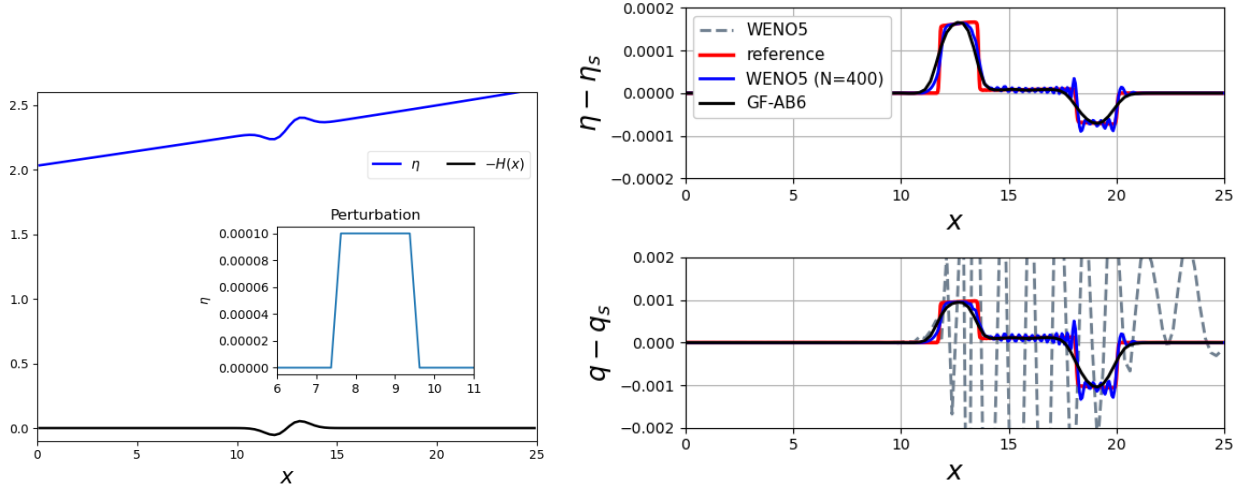 2.5
2.0
1.5
1.0
0.5
0.0
0 5 10 15 20 25
x
η −H(x)
Perturbation
0.00010
0.00008
0.00006
0.00004
0.00002
0.00000
η
6 7 8 9 10 11
0.0002
0.0001
0.0000
−0.0001
−0.0002
η − ηs
WENO5
reference
WENO5 (N=400)
GF-AB6
0 5 10 15 20 25
x
0.002
0.001
0.000
−0.001
−0.002
q − qs
0 5 10 15 20 25
x